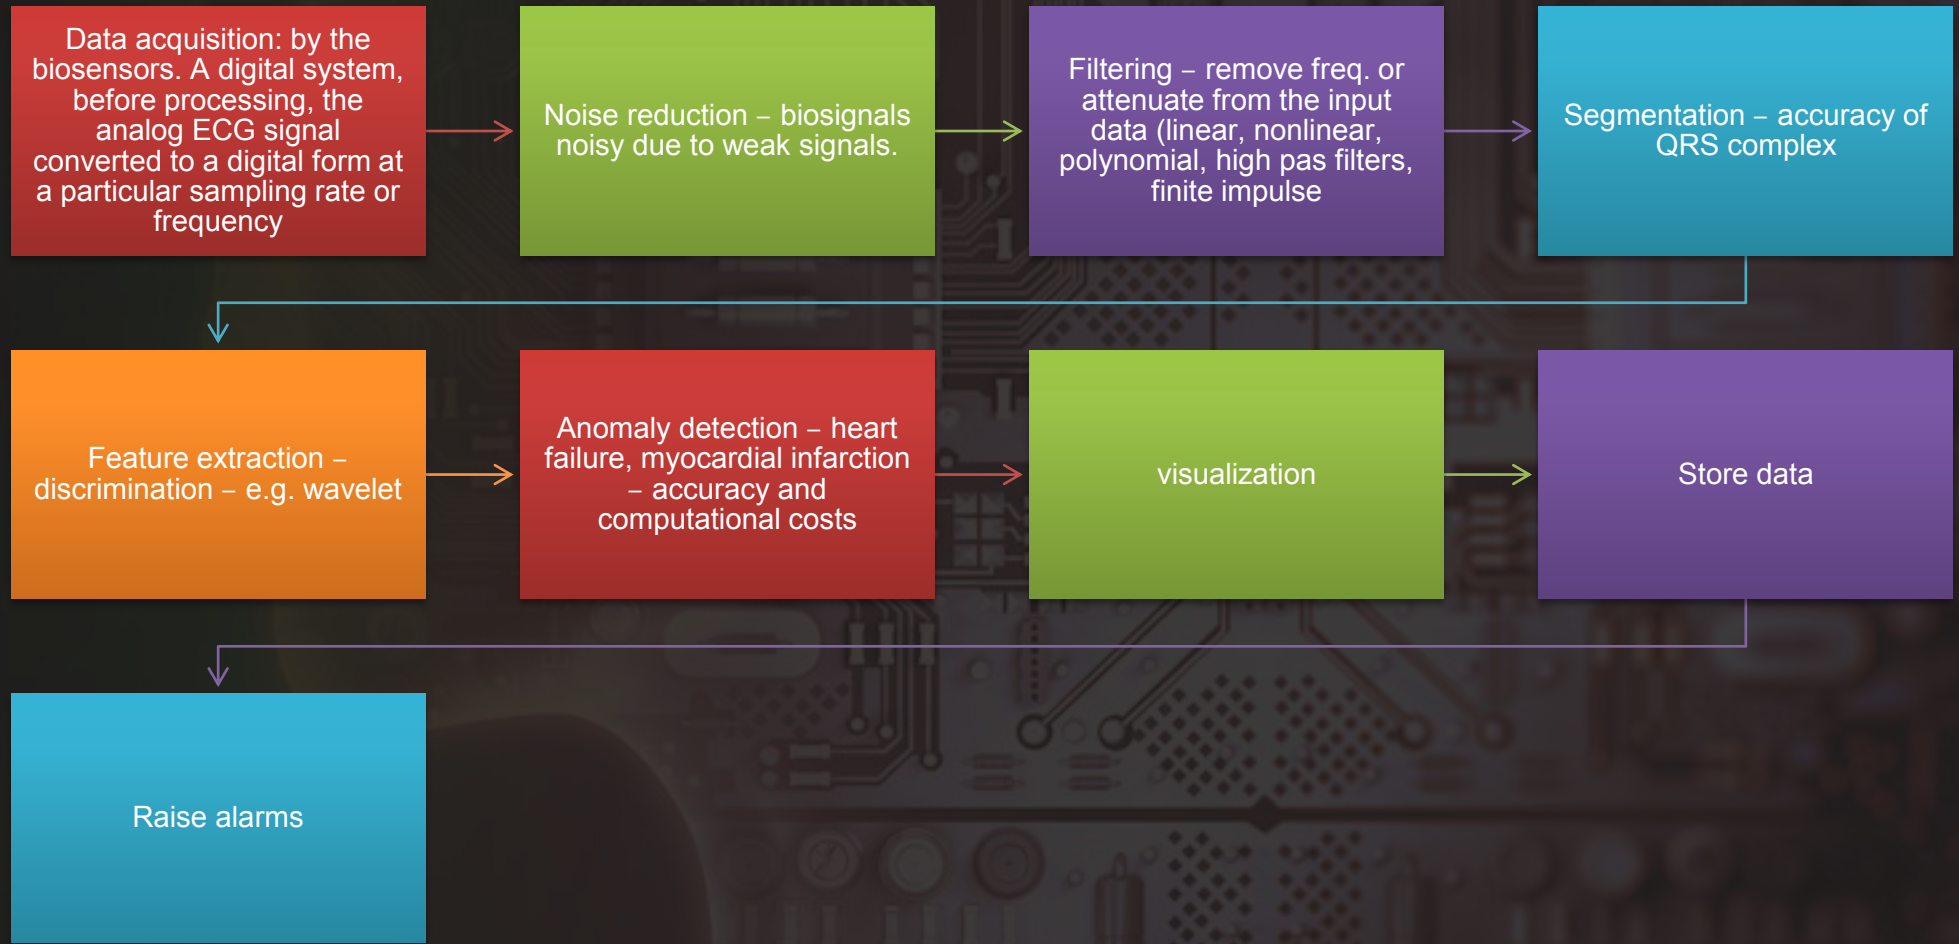 Data acquisition: by the
biosensors. A digital system,
before processing, the
analog ECG signal
converted to a digital form at
a particular sampling rate or
frequency
Noise reduction – biosignals
noisy due to weak signals.
Filtering – remove freq. or
attenuate from the input
data (linear, nonlinear,
polynomial, high pas filters,
finite impulse
Segmentation – accuracy of
QRS complex
Feature extraction –
discrimination – e.g. wavelet
Anomaly detection – heart
failure, myocardial infarction
– accuracy and
computational costs
visualization
Store data
Raise alarms